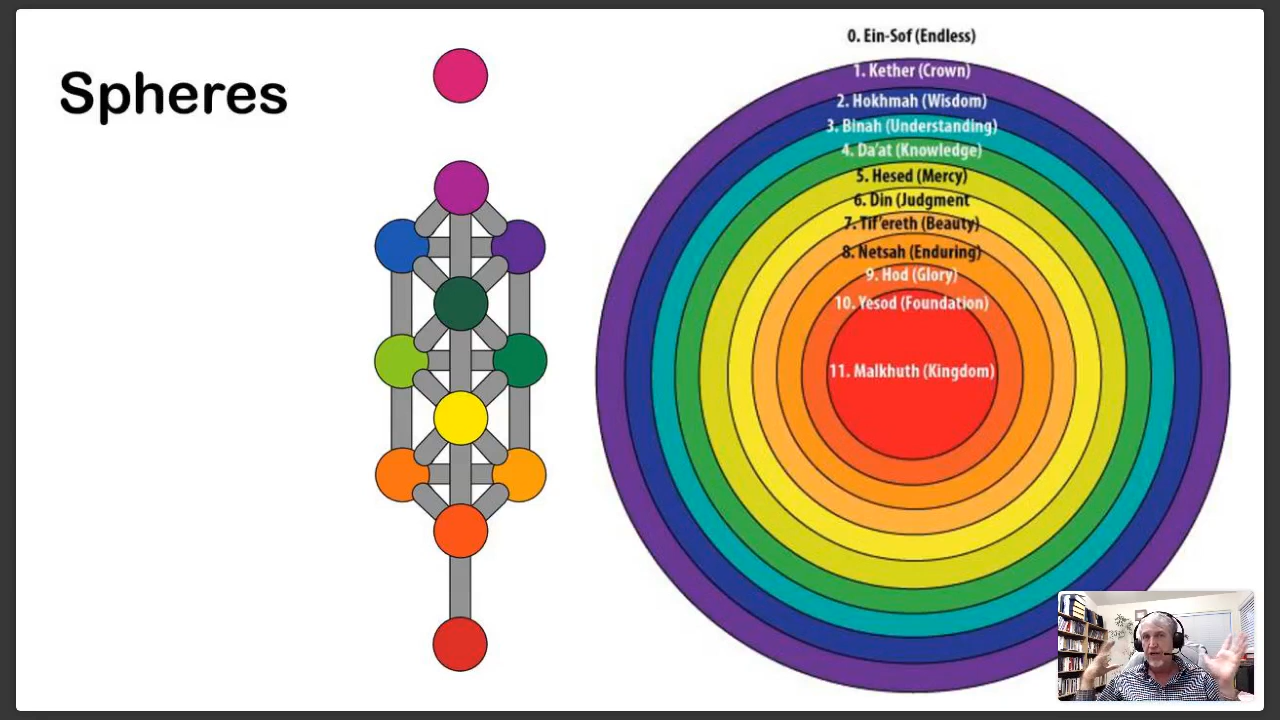 Spheres
0. Ein-Sof (Endless)
1. Kether (Crown)
2. Hokhmah (Wisdom)
3. Binah (Understanding)
4. Da'at (Knowledge)
5. Hesed (Mercy)
6. Din (Judgment
7. Tif'ereth (Beauty)
8. Netsah (Enduring)
9. Hod (Glory)
10. Yesod (Foundation)
11. Malkhuth (Kingdom)